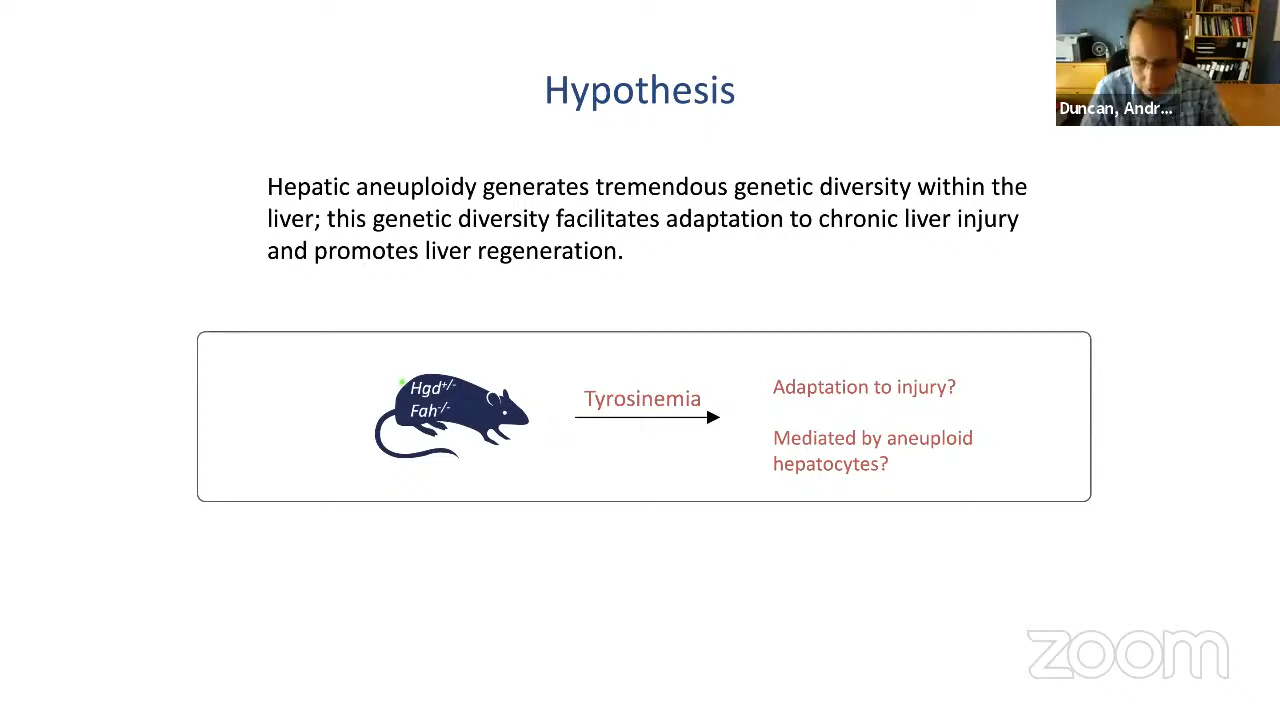 Hypothesis
Duncan, Andr...
Hepatic aneuploidy generates tremendous genetic diversity within the
liver; this genetic diversity facilitates adaptation to chronic liver injury
and promotes liver regeneration.
Hgd+/-
Fah-/-
Tyrosinemia
Adaptation to injury?
Mediated by aneuploid
hepatocytes?
zoom